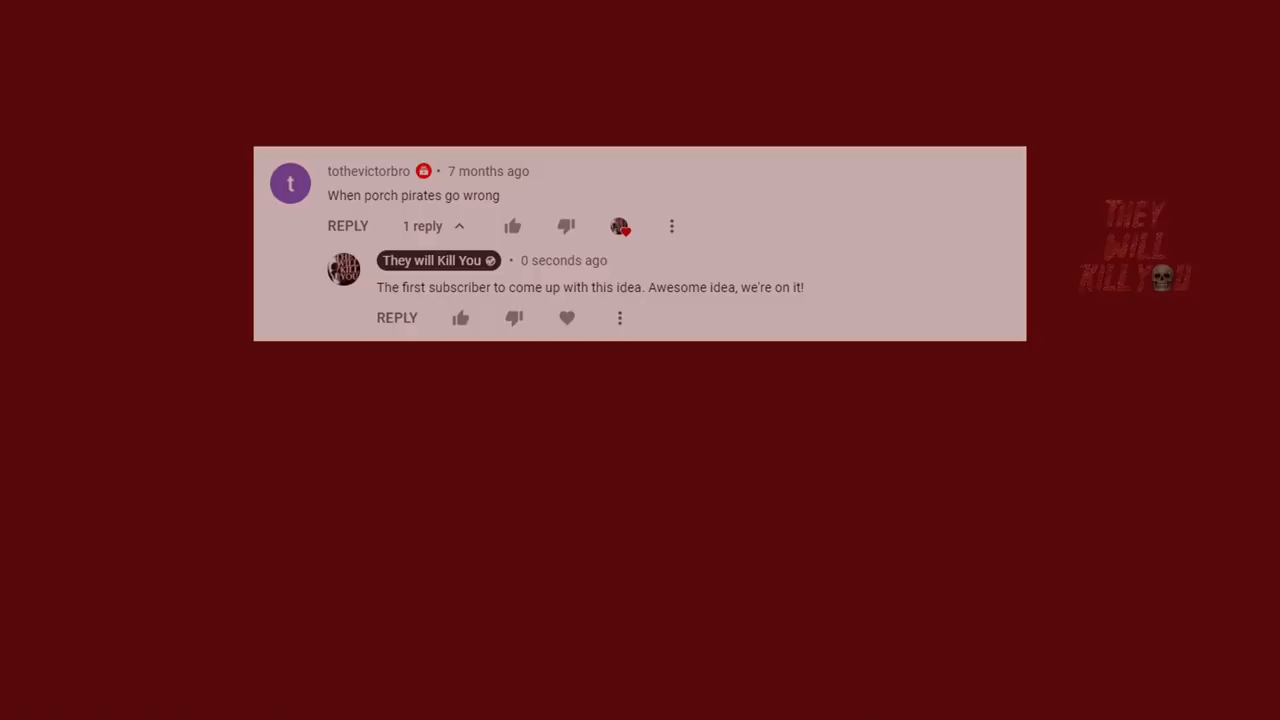 t
tothevictorbro • 7 months ago
When porch pirates go wrong
REPLY 1 reply
They will Kill You • 0 seconds ago
The first subscriber to come up with this idea. Awesome idea, we're on it!
REPLY
THEY
WILL
KILL YOU